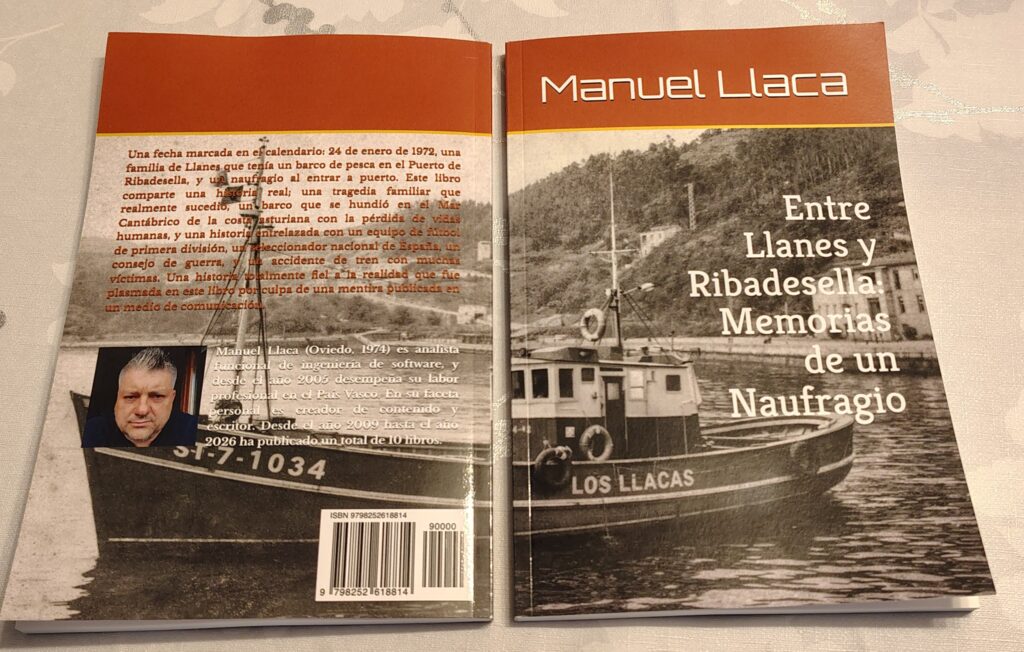 Una fecha marcada en el calendario: 24 de enero de 1972, una
familia de Llanes que tenía un barco de pesca en el Puerto de
Ribadesella, y un naufragio al entrar a puerto. Este libro
comparte una historia real; una tragedia familiar que
realmente sucedió, un barco que se hundió en el Mar
Cantábrico de la costa asturiana con la pérdida de vidas
humanas, y una historia entrelazada con un equipo de fútbol
de primera división, un seleccionador nacional de España, un
consejo de guerra, y un accidente de tren con muchas
víctimas. Una historia totalmente fiel a la realidad que fue
plasmada en este libro por culpa de una mentira publicada en
un medio de comunicación.
Manuel Llaca (Oviedo, 1974) es analista
funcional de ingeniería de software, y
desde el año 2005 desempeña su labor
profesional en el País Vasco. En su faceta
personal es creador de contenido y
escritor. Desde el año 2009 hasta el año
2026 ha publicado un total de 10 libros.
ST-7-1034
ISBN 9798252618814
90000
9 798252 618814
Manuel Llaca
Entre
Llanes y
Ribadesella:
Memorias
de un
Naufragio
LOS LLACAS